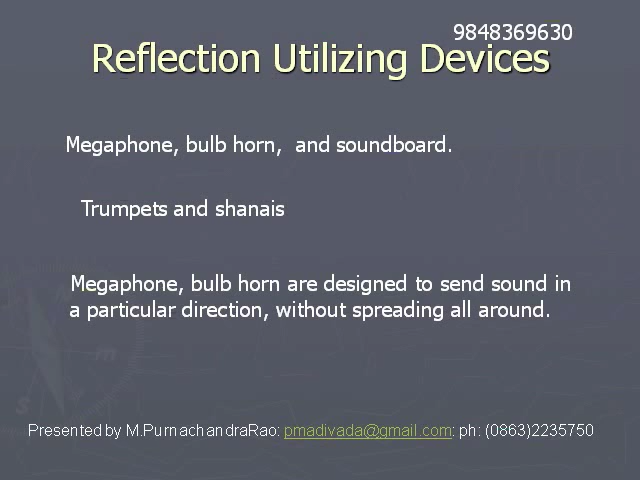 9848369630
Reflection Utilizing Devices
Megaphone, bulb horn,  and soundboard.
Trumpets and shanais
Megaphone, bulb horn are designed to send sound in
a particular direction, without spreading all around.
Presented by M.PurnachandraRao: pmadivada@gmail.com: ph: (0863)2235750